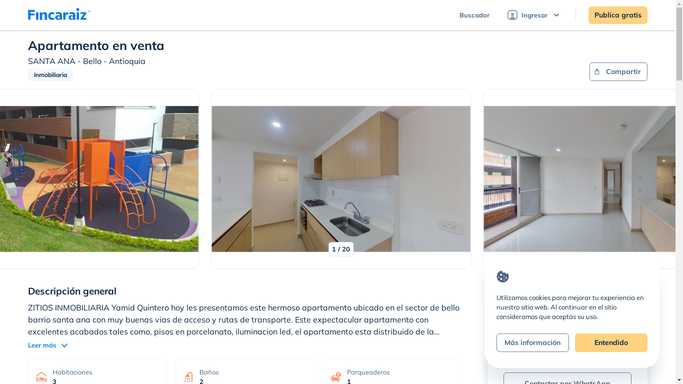 Fincaraiz
Buscador
Ingresar
Publica gratis
Apartamento en venta
SANTA ANA - Bello - Antioquia
Inmobiliaria
Compartir
1 / 20
Descripción general
ZITIOS INMOBILIARIA Yamid Quintero hoy les presentamos este hermoso apartamento ubicado en el sector de bello
barrio santa ana con muy buenas vias de acceso y rutas de transporte. Este espectacular apartamento con
excelentes acabados tales como, pisos en porcelanato, iluminacion led, el apartamento esta distribuido de la...
Leer más
Habitaciones
3
Baños
2
Parqueaderos
1
Utilizamos cookies para mejorar tu experiencia en
nuestro sitio web. Al continuar en el sitio
consideramos que aceptas su uso.
Más información
Entendido
Contactar por WhatsApp